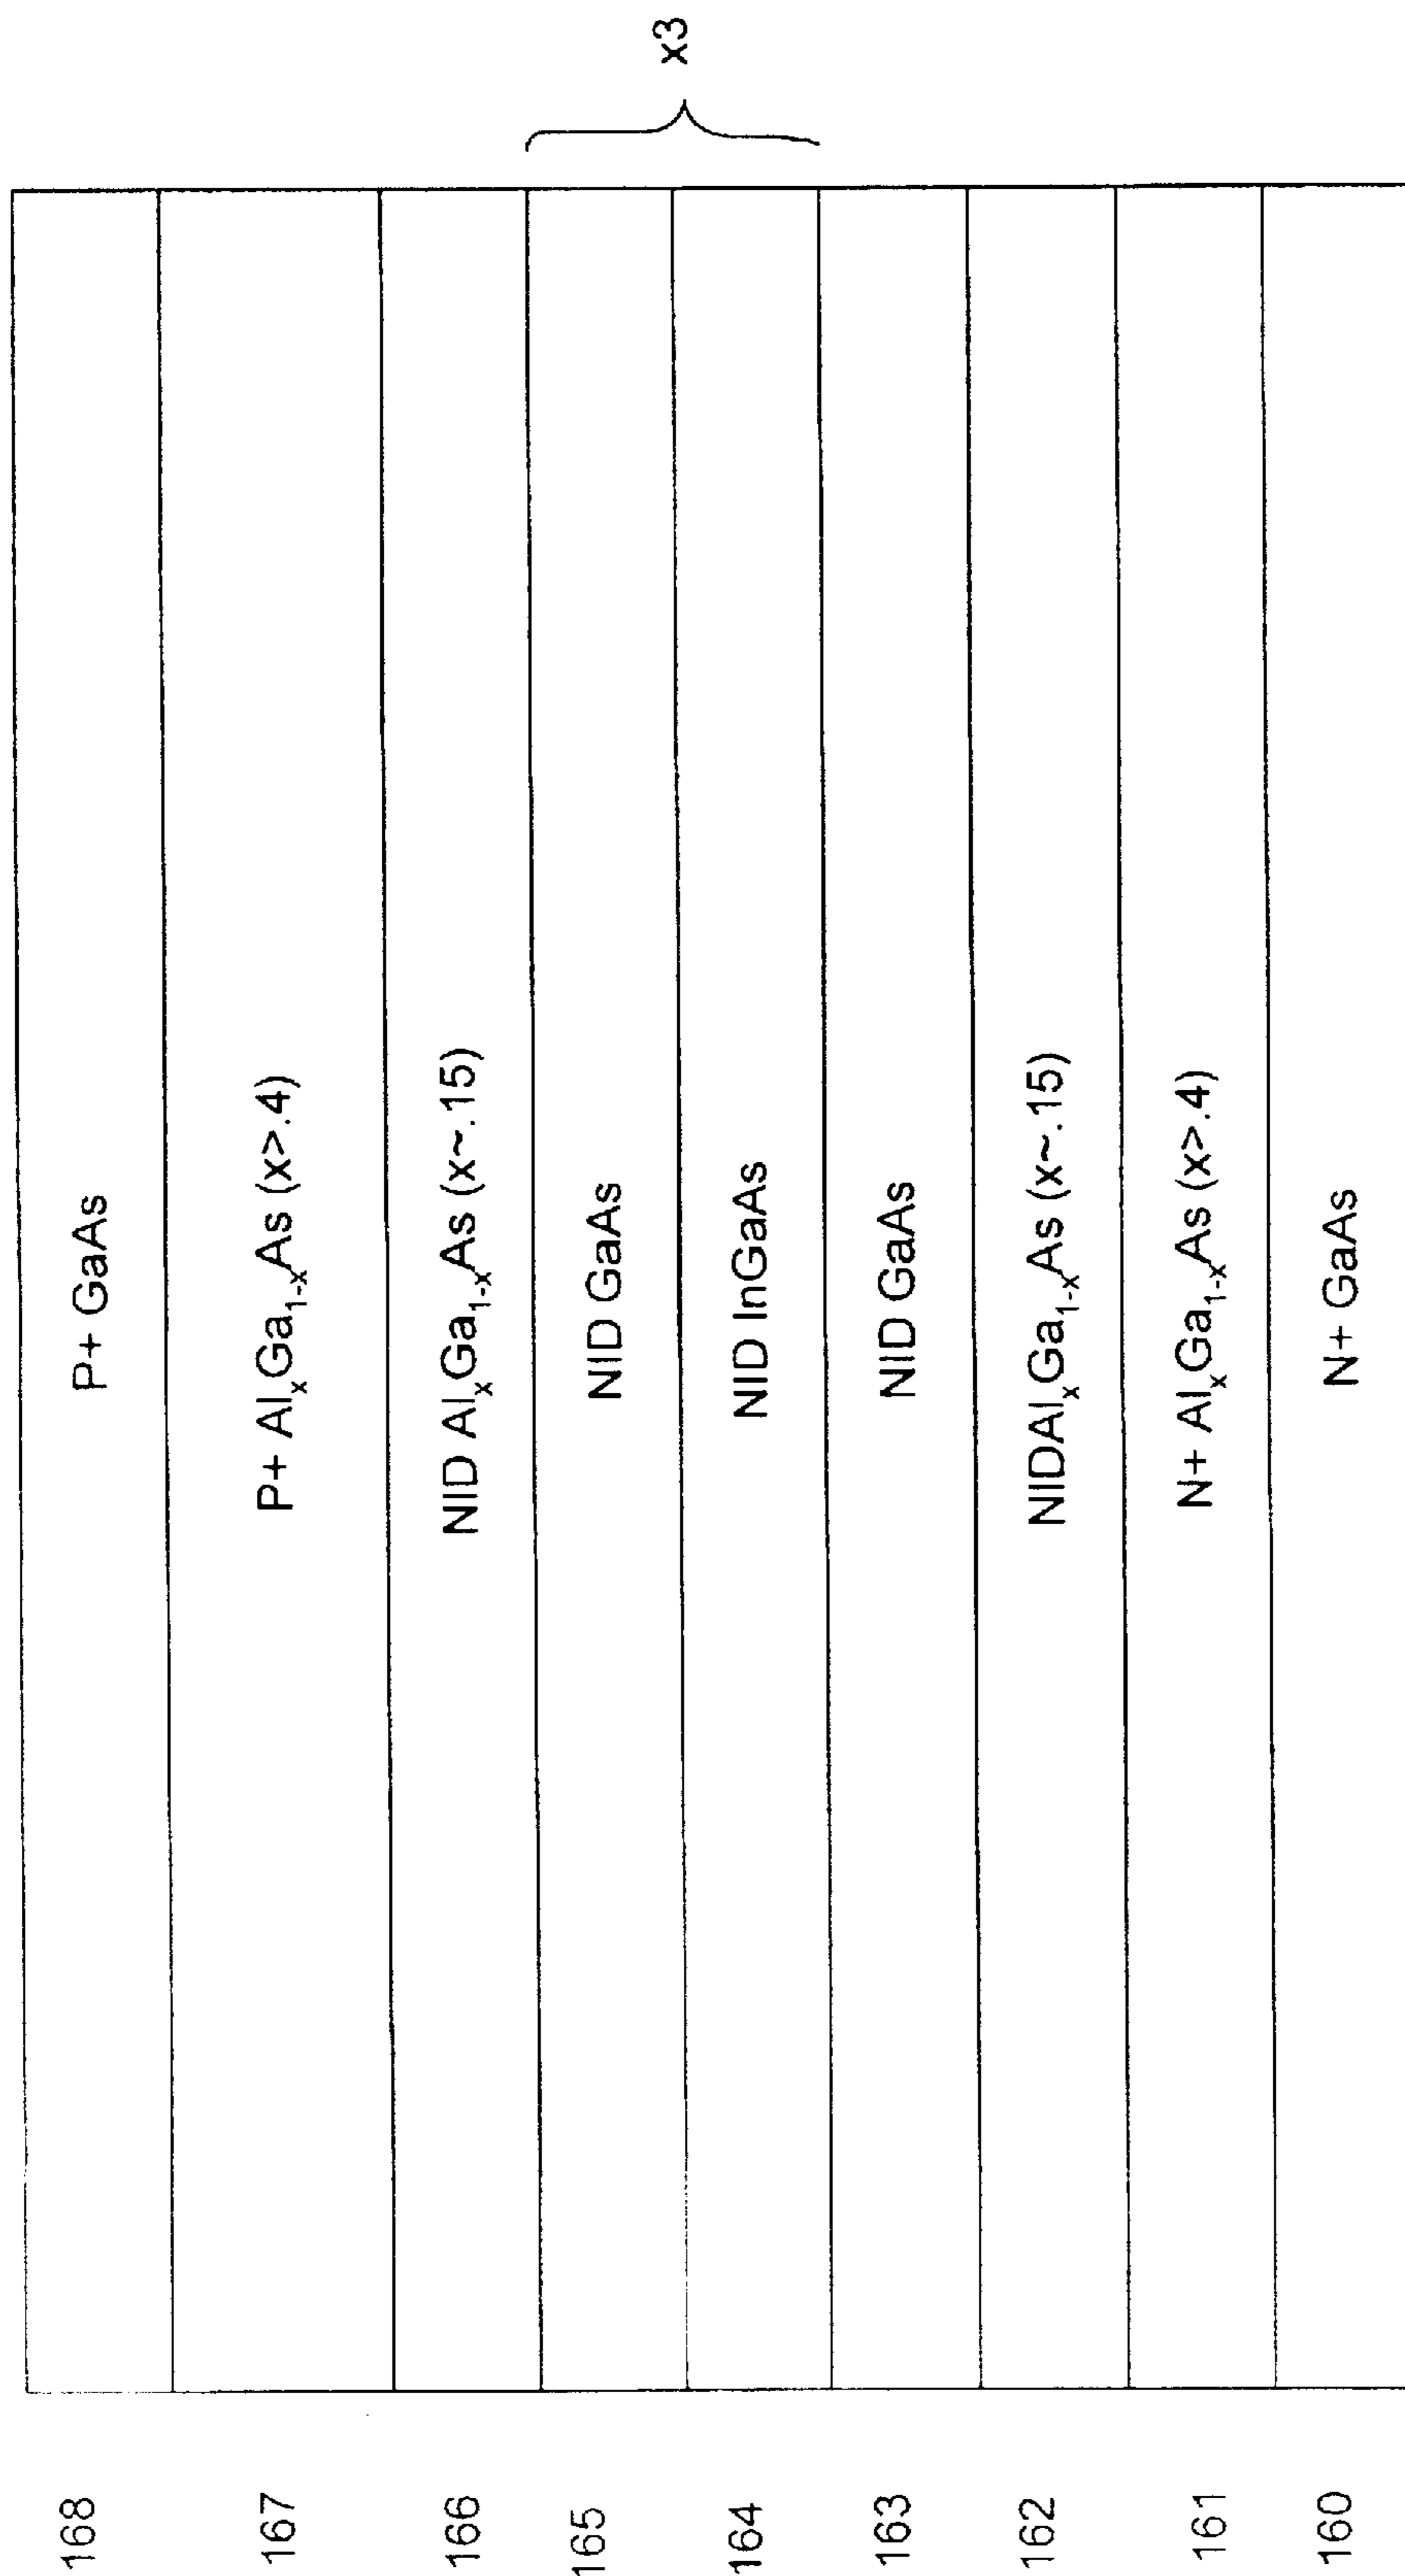 168 P+ GaAs
167 P+ AlₓGa₁₋ₓAs (x>.4)
166 NID AlₓGa₁₋ₓAs (x~.15)
165 NID GaAs
164 NID InGaAs
x3
163 NID GaAs
162 NIDAlₓGa₁₋ₓAs (x~.15)
161 N+ AlₓGa₁₋ₓAs (x>.4)
160 N+ GaAs